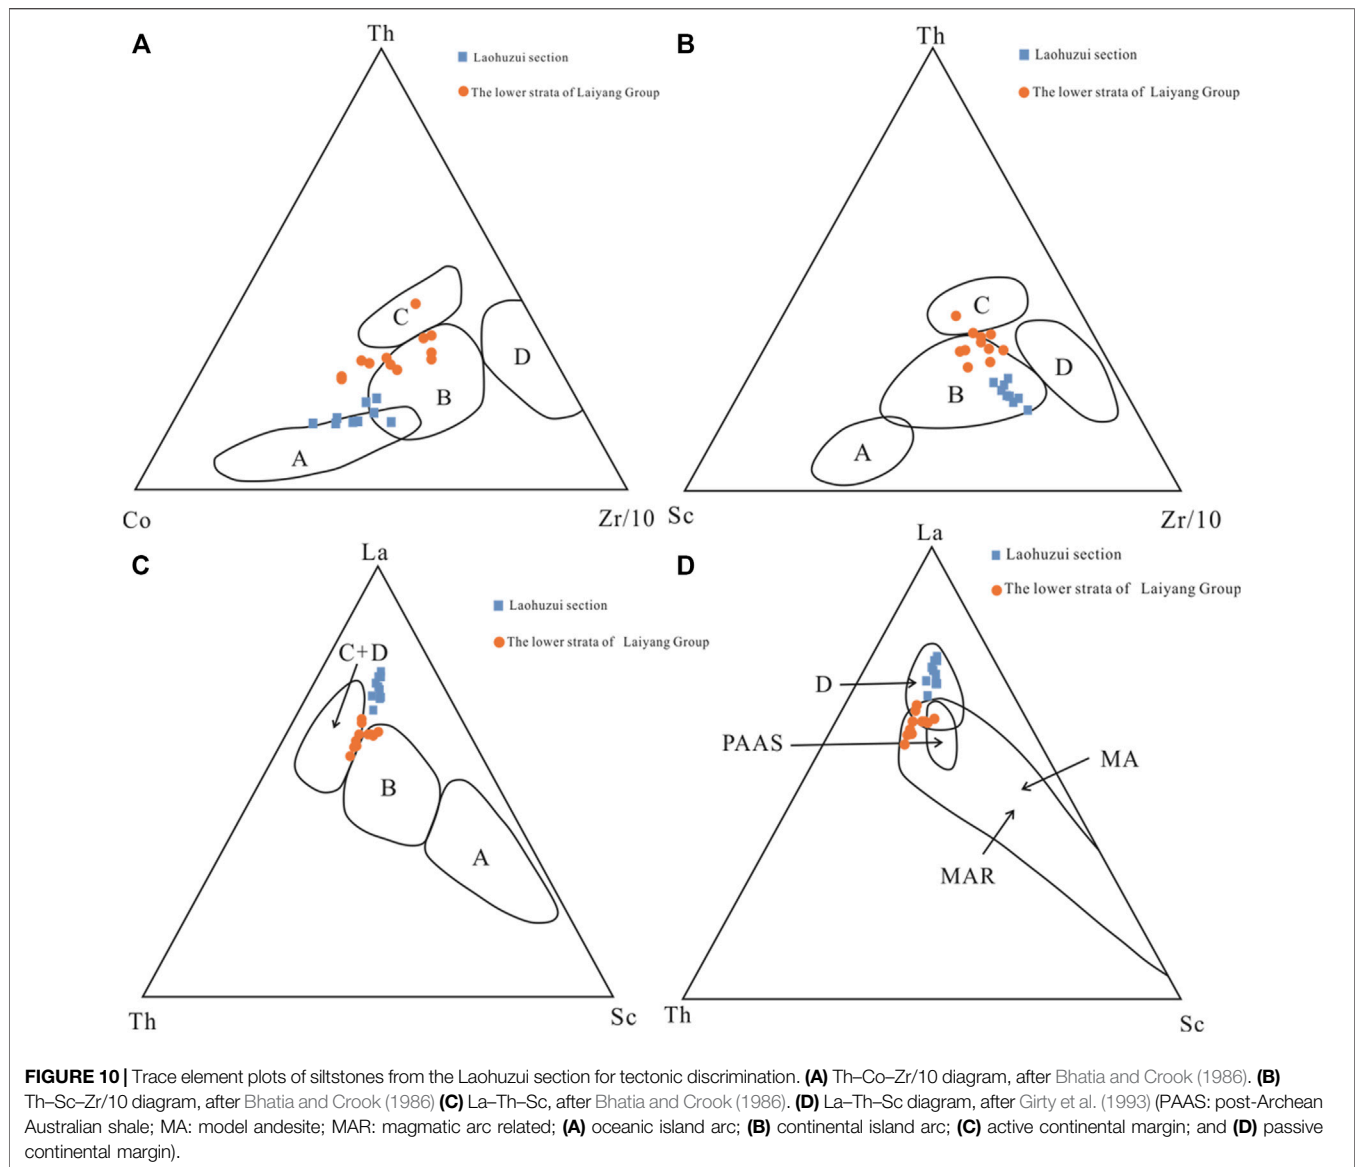 A
Th
Laohuzui section
The lower strata of Laiyang Group
C
D
B
A
Co
Zr/10
B
Th
Laohuzui section
The lower strata of Laiyang Group
C
D
B
A
Sc
Zr/10
C
La
Laohuzui section
The lower strata of Laiyang Group
C+D
B
A
Th
Sc
D
La
Laohuzui section
The lower strata of Laiyang Group
D
PAAS
MA
MAR
Th
Sc
FIGURE 10 | Trace element plots of siltstones from the Laohuzui section for tectonic discrimination. (A) Th–Co–Zr/10 diagram, after Bhatia and Crook (1986). (B)
Th–Sc–Zr/10 diagram, after Bhatia and Crook (1986) (C) La–Th–Sc, after Bhatia and Crook (1986). (D) La–Th–Sc diagram, after Girty et al. (1993) (PAAS: post-Archean
Australian shale; MA: model andesite; MAR: magmatic arc related; (A) oceanic island arc; (B) continental island arc; (C) active continental margin; and (D) passive
continental margin).